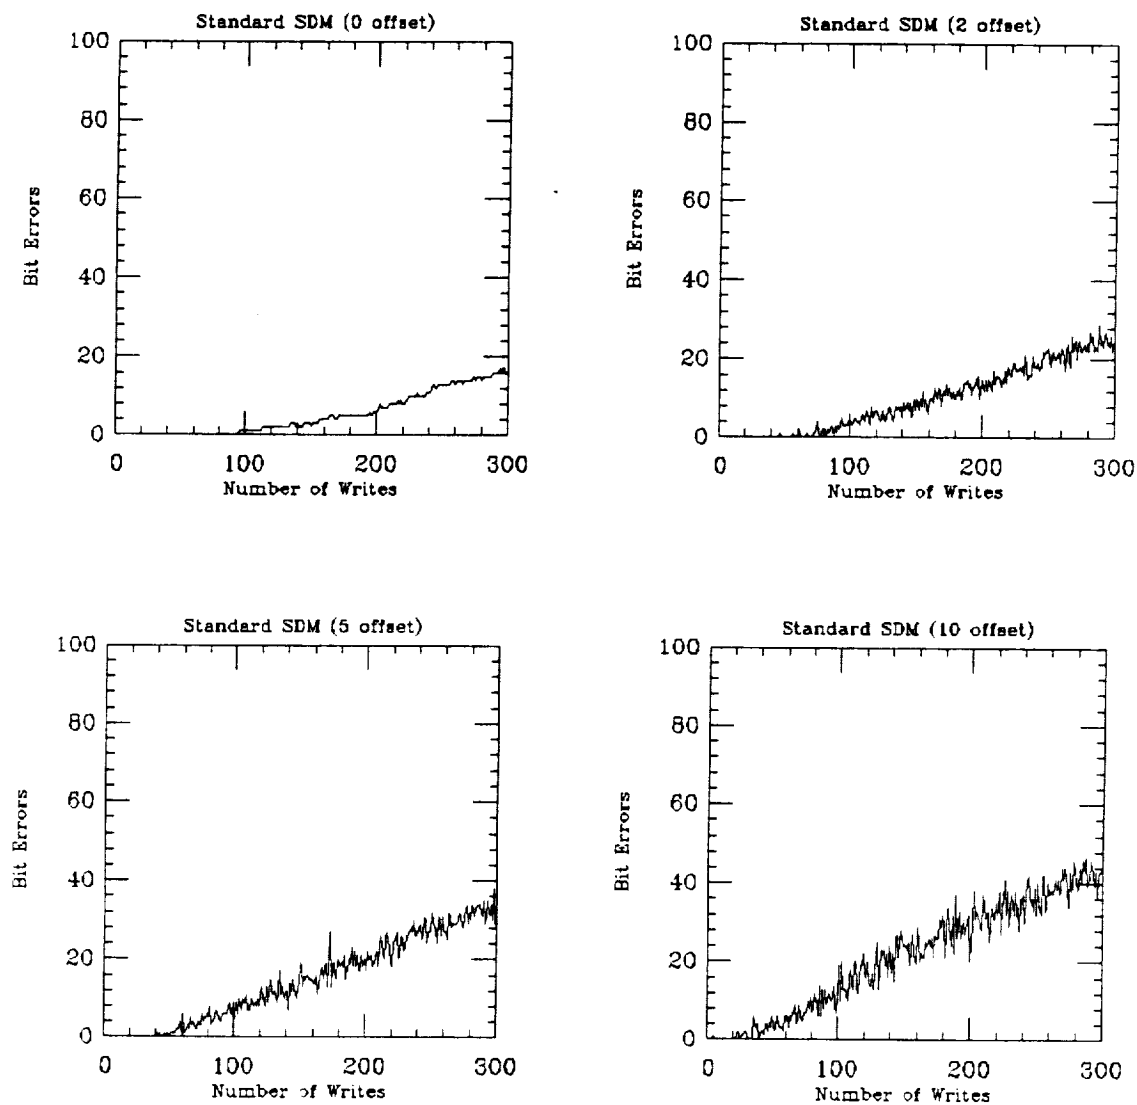 Standard SDM (0 offset)
100
80
60
40
20
0
Bit Errors
0 100 200 300
Number of Writes
Standard SDM (2 offset)
100
80
60
40
20
0
Bit Errors
0 100 200 300
Number of Writes
Standard SDM (5 offset)
100
80
60
40
20
0
Bit Errors
0 100 200 300
Number of Writes
Standard SDM (10 offset)
100
80
60
40
20
0
Bit Errors
0 100 200 300
Number of Writes